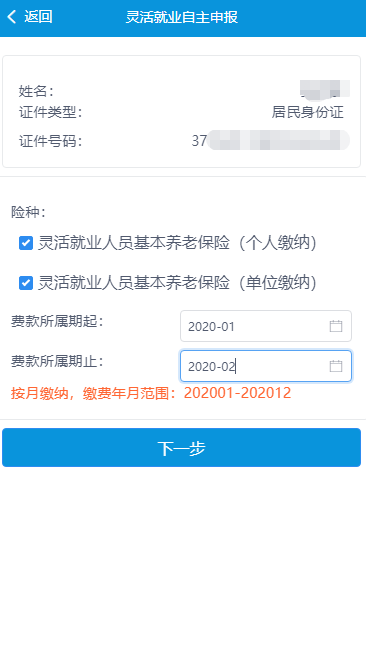 返回 灵活就业自主申报
姓名：
证件类型： 居民身份证
证件号码： 37
险种：
灵活就业人员基本养老保险（个人缴纳）
灵活就业人员基本养老保险（单位缴纳）
费款所属期起： 2020-01
费款所属期止： 2020-02
按月缴纳，缴费年月范围：202001-202012
下一步